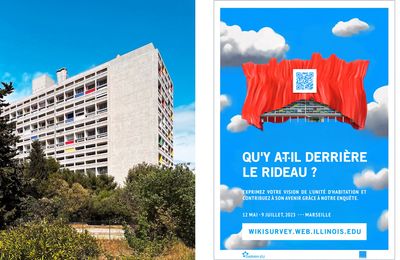 QU'Y AT-IL DERRIÈRE
LE RIDEAU ?
EXPRIMEZ VOTRE VISION DE L'UNITÉ D'HABITATION ET
CONTRIBUEZ À SON AVENIR GRÂCE À NOTRE ENQUÊTE.
12 MAI - 9 JUILLET, 2023 --- MARSEILLE
WIKISURVEY.WEB.ILLINOIS.EDU